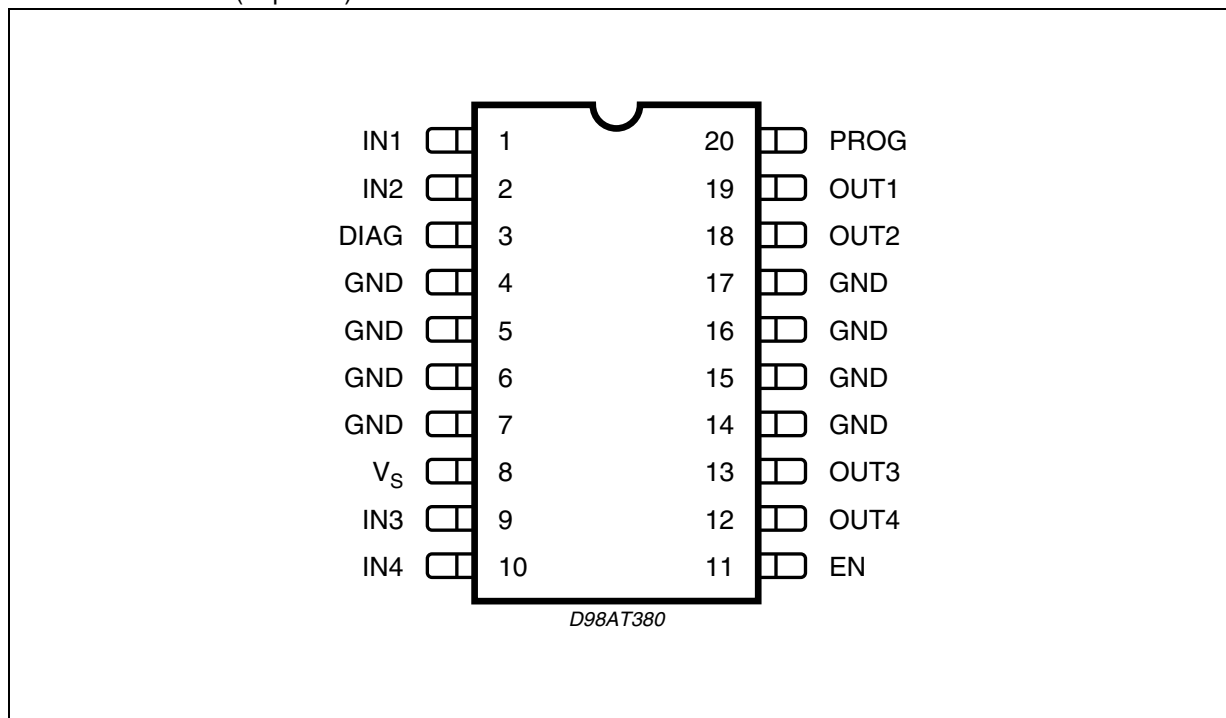 IN1 1 20 PROG
IN2 2 19 OUT1
DIAG 3 18 OUT2
GND 4 17 GND
GND 5 16 GND
GND 6 15 GND
GND 7 14 GND
VS 8 13 OUT3
IN3 9 12 OUT4
IN4 10 11 EN
D98AT380